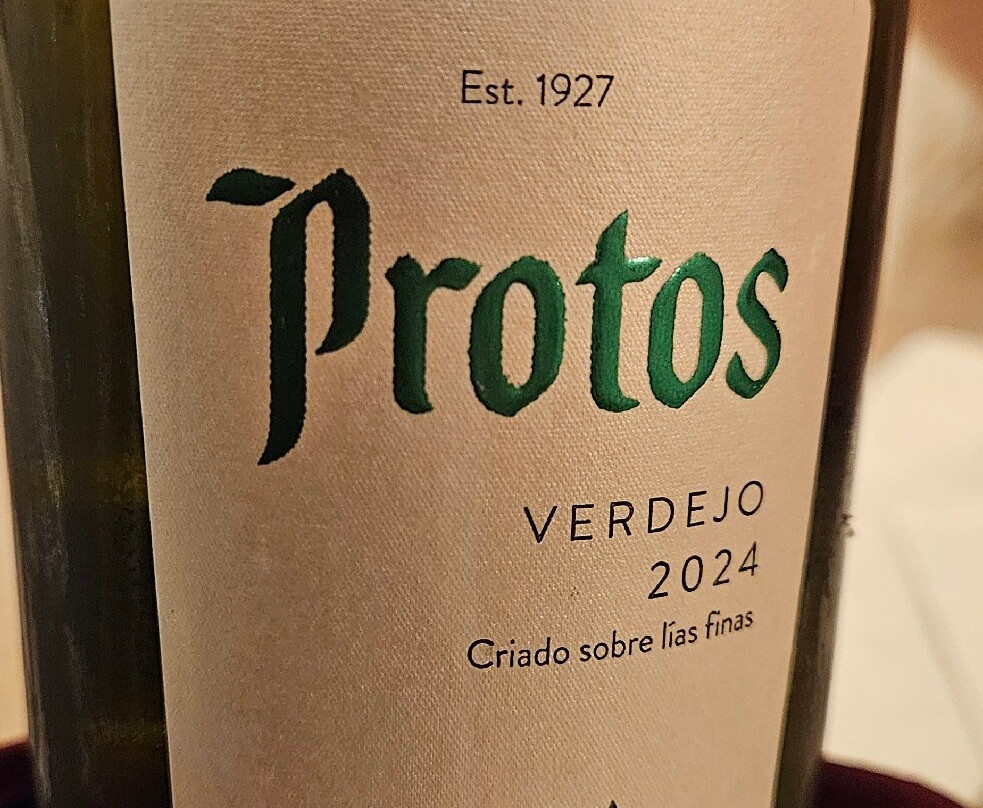 Est. 1927
Protos
VERDEJO
2024
Criado sobre lías finas